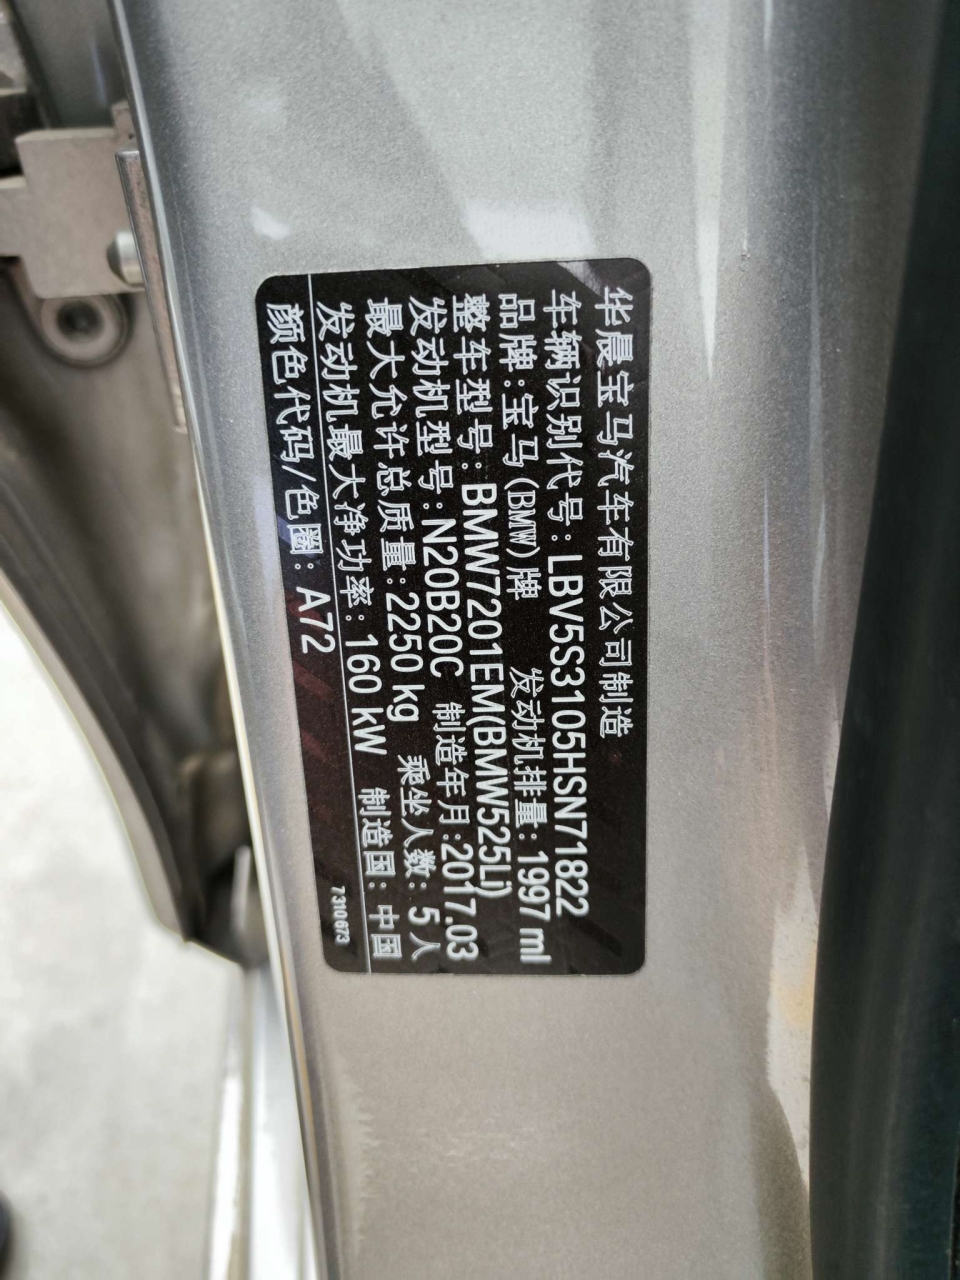 华晨宝马汽车有限公司制造
车辆识别代号:LBV5S3105HSN71822
品牌:宝马(BMW)牌 发动机排量:1997 ml
整车型号:BMW7201EM(BMW525Li)
发动机型号:N20B20C 制造年月:2017.03
最大允许总质量:2250 kg 乘坐人数:5人
发动机最大净功率:160 kW 制造国:中国
颜色代码/色圈:A72
7310673